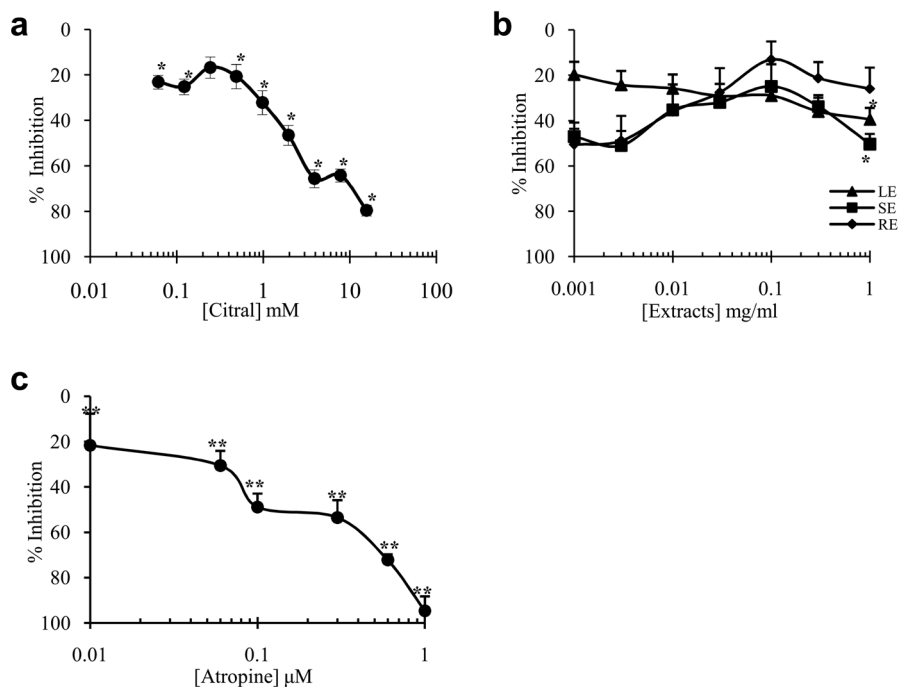 a
0
20
40
60
80
100
% Inhibition
* * * * * * * *
0.01 0.1 1 10 100
[Citral] mM
b
0
20
40
60
80
100
% Inhibition
*
*
LE
SE
RE
0.001 0.01 0.1 1
[Extracts] mg/ml
c
0
20
40
60
80
100
% Inhibition
** ** ** ** ** **
0.01 0.1 1
[Atropine] μM